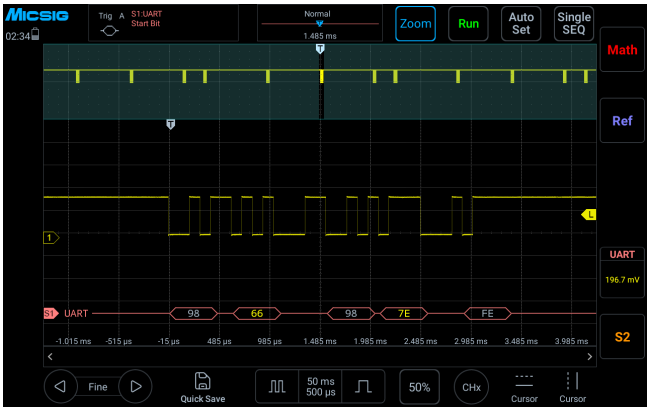 Micsig
02:34
Trig A S1:UART
Start Bit
Normal
1.485 ms
Zoom
Run
Auto
Set
Single
SEQ
Math
T
T
Ref
L
1
UART
196.7 mV
S1 UART
98
66
98
7E
FE
-1.015 ms
-515 µs
-15 µs
485 µs
985 µs
1.485 ms
1.985 ms
2.485 ms
2.985 ms
3.485 ms
3.985 ms
S2
Fine
Quick Save
50 ms
500 µs
50%
CHx
Cursor
Cursor